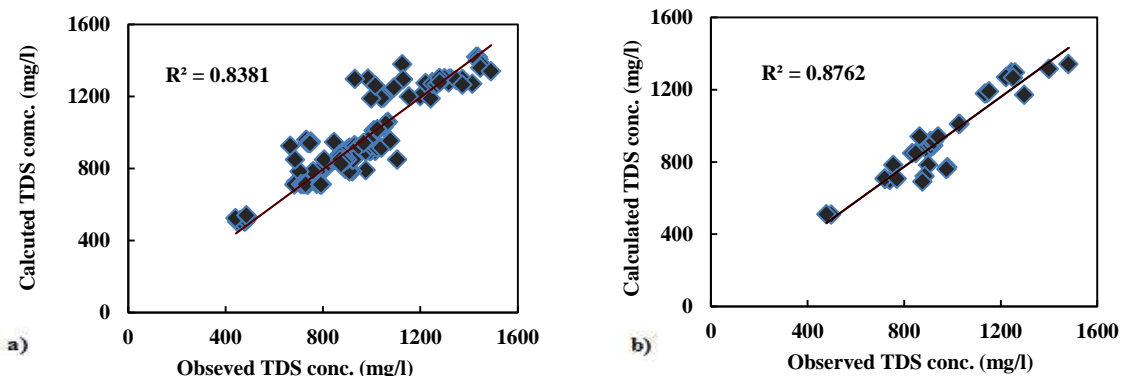 1600
1200
800
400
0
Calcuted TDS comc. (mg/l)
R² = 0.8381
0 400 800 1200 1600
Obseved TDS conc. (mg/l)
a)
1600
1200
800
400
0
Calculated TDS conc. (mg/l)
R² = 0.8762
0 400 800 1200 1600
Observed TDS conc. (mg/l)
b)